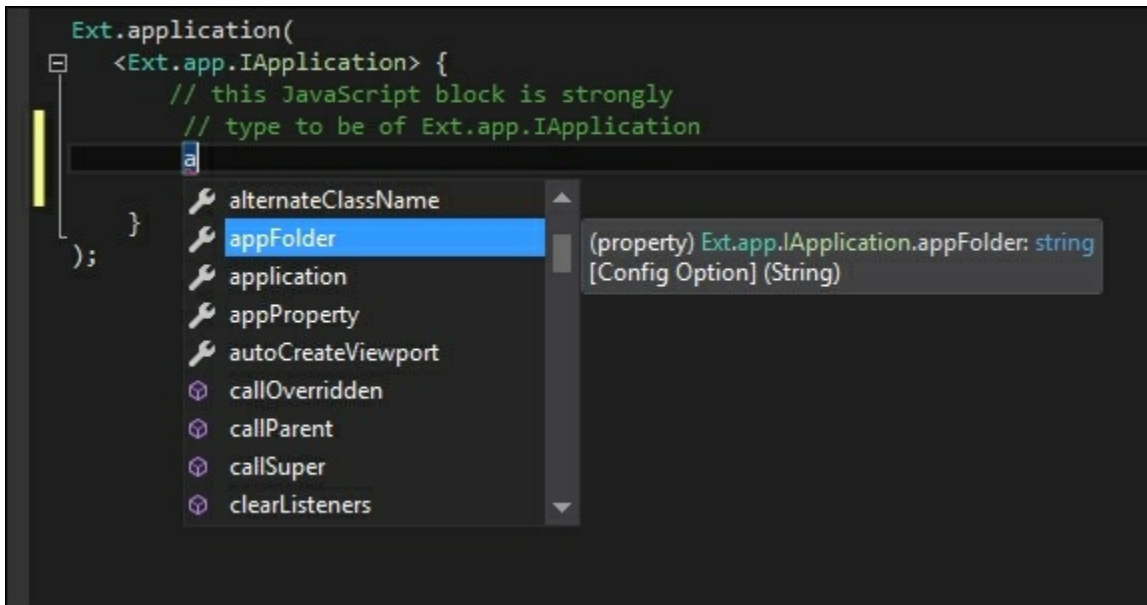 Ext.application(
<Ext.app.IApplication> {
// this JavaScript block is strongly
// type to be of Ext.app.IApplication
a
alternateClassName
}
appFolder
(property) Ext.app.IApplication.appFolder: string
[Config Option] (String)
);
application
appProperty
autoCreateViewport
callOverridden
callParent
callSuper
clearListeners